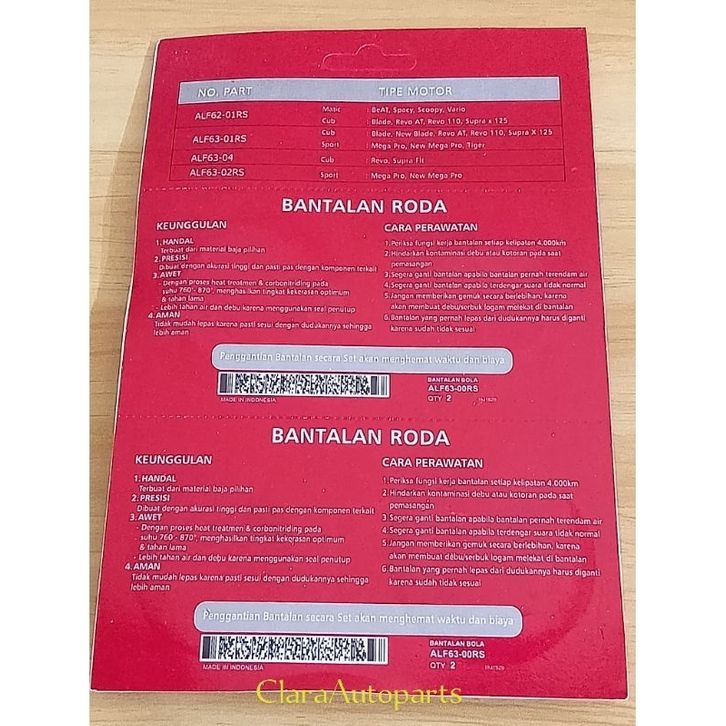 NO. PART TIPE MOTOR
ALF62-01RS Matic : BeAT, Spacy, Scoopy, Vario
Cub : Blade, Revo AT, Revo 110, Supra x 125
ALF63-01RS Cub : Blade, New Blade, Revo AT, Revo 110, Supra X 125
Sport : Mega Pro, New Mega Pro, Tiger
ALF63-04 Cub : Revo, Supra Fit
ALF63-02RS Sport : Mega Pro, New Mega Pro
BANTALAN RODA
KEUNGGULAN
1. HANDAL
Terbuat dari material baja pilihan
2. PRESISI
Dibuat dengan akurasi tinggi dan pasti pas dengan komponen terkait
3. AWET
- Dengan proses heat treatmen & corbonitriding pada
suhu 760°- 870°, menghasilkan tingkat kekerasan optimum
& tahan lama
- Lebih tahan air dan debu karena menggunakan seal penutup
4. AMAN
Tidak mudah lepas karena pasti sesui dengan dudukannya sehingga
lebih aman
CARA PERAWATAN
1. Periksa fungsi kerja bantalan setiap kelipatan 4.000km
2. Hindarkan kontaminasi debu atau kotoran pada saat
pemasangan
3. Segera ganti bantalan apabila bantalan pernah terendam air
4. Segera ganti bantalan apabila terdengar suara tidak normal
5. Jangan memberikan gemuk secara berlebihan, karena
akan membuat debu/serbuk logam melekat di bantalan
6. Bantalan yang pernah lepas dari dudukannya harus diganti
karena sudah tidak sesuai
Penggantian Bantalan secara Set akan menghemat waktu dan biaya
MADE IN INDONESIA
BANTALAN BOLA
ALF63-00RS
QTY 2
BANTALAN RODA
KEUNGGULAN
1. HANDAL
Terbuat dari material baja pilihan
2. PRESISI
Dibuat dengan akurasi tinggi dan pasti pas dengan komponen terkait
3. AWET
- Dengan proses heat treatmen & corbonitriding pada
suhu 760 - 870°, menghasilkan tingkat kekerasan optimum
& tahan lama
- Lebih tahan air dan debu karena menggunakan seal penutup
4. AMAN
Tidak mudah lepas karena pasti sesui dengan dudukannya sehingga
lebih aman
CARA PERAWATAN
1. Periksa fungsi kerja bantalan setiap kelipatan 4.000km
2. Hindarkan kontaminasi debu atau kotoran pada saat
pemasangan
3. Segera ganti bantalan apabila bantalan pernah terendam air
4. Segera ganti bantalan apabila terdengar suara tidak normal
5. Jangan memberikan gemuk secara berlebihan, karena
akan membuat debu/serbuk logam melekat di bantalan
6. Bantalan yang pernah lepas dari dudukannya harus diganti
karena sudah tidak sesuai
Penggantian Bantalan secara Set akan menghemat waktu dan biaya
MADE IN INDONESIA
BANTALAN BOLA
ALF63-00RS
QTY 2
ClaraAutoparts